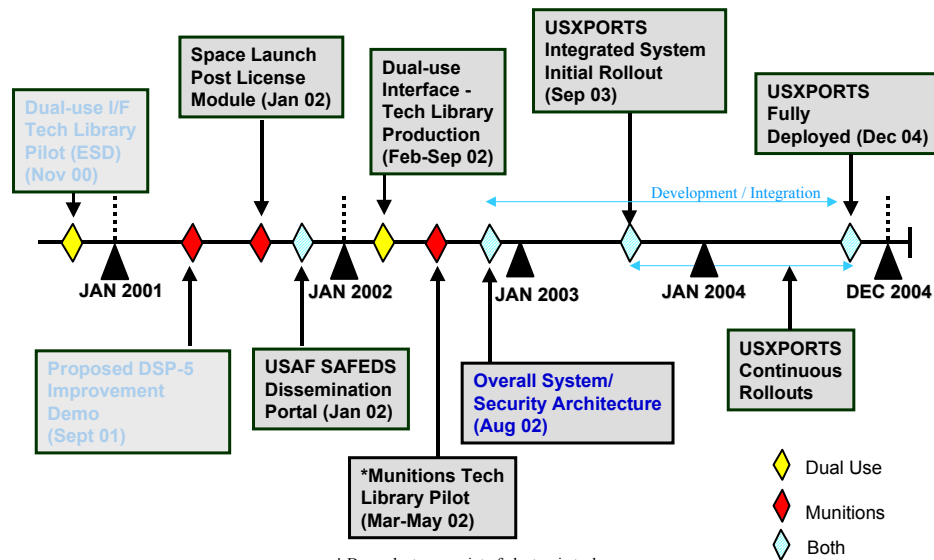 Dual-use I/F
Tech Library
Pilot (ESD)
(Nov 00)
Space Launch
Post License
Module (Jan 02)
Dual-use
Interface -
Tech Library
Production
(Feb-Sep 02)
USXPORTS
Integrated System
Initial Rollout
(Sep 03)
USXPORTS
Fully
Deployed (Dec 04)
Development / Integration
JAN 2001
JAN 2002
JAN 2003
JAN 2004
DEC 2004
Proposed DSP-5
Improvement
Demo
(Sept 01)
USAF SAFEDS
Dissemination
Portal (Jan 02)
*Munitions Tech
Library Pilot
(Mar-May 02)
Overall System/
Security Architecture
(Aug 02)
USXPORTS
Continuous
Rollouts
Dual Use
Munitions
Both